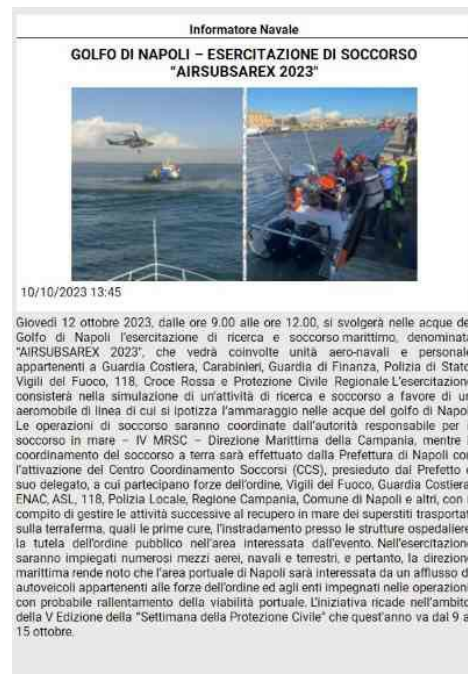 Informatore Navale
GOLFO DI NAPOLI – ESERCITAZIONE DI SOCCORSO
"AIRSUBSAREX 2023"
10/10/2023 13:45
Giovedì 12 ottobre 2023, dalle ore 9.00 alle ore 12.00, si svolgerà nelle acque de
Golfo di Napoli l'esercitazione di ricerca e soccorso marittimo, denominata
"AIRSUBSAREX 2023", che vedrà coinvolte unità aero-navali e personale
appartenenti a Guardia Costiera, Carabinieri, Guardia di Finanza, Polizia di Stato
Vigili del Fuoco, 118, Croce Rossa e Protezione Civile Regionale L'esercitazione
consisterà nella simulazione di un'attività di ricerca e soccorso a favore di un
aeromobile di linea di cui si ipotizza l'ammaraggio nelle acque del golfo di Napo
Le operazioni di soccorso saranno coordinate dall'autorità responsabile per i
soccorso in mare – IV MRSC – Direzione Marittima della Campania, mentre i
coordinamento del soccorso a terra sarà effettuato dalla Prefettura di Napoli con
l'attivazione del Centro Coordinamento Soccorsi (CCS), presieduto dal Prefetto o
suo delegato, a cui partecipano forze dell'ordine, Vigili del Fuoco, Guardia Costiera
ENAC, ASL, 118, Polizia Locale, Regione Campania, Comune di Napoli e altri, con i
compito di gestire le attività successive al recupero in mare dei superstiti trasportat
sulla terraferma, quali le prime cure, l'instradamento presso le strutture ospedaliere
la tutela dell'ordine pubblico nell'area interessata dall'evento. Nell'esercitazione
saranno impiegati numerosi mezzi aerei, navali e terrestri, e pertanto, la direzione
marittima rende noto che l'area portuale di Napoli sarà interessata da un afflusso d
autoveicoli appartenenti alle forze dell'ordine ed agli enti impegnati nelle operazioni
con probabile rallentamento della viabilità portuale. L'iniziativa ricade nell'ambito
della V Edizione della "Settimana della Protezione Civile" che quest'anno va dal 9 a
15 ottobre.